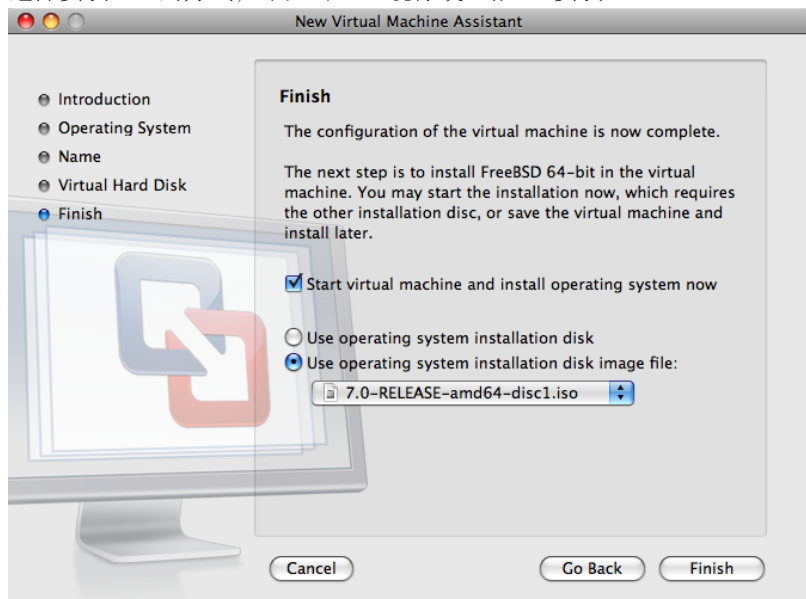 New Virtual Machine Assistant
Introduction
Operating System
Name
Virtual Hard Disk
Finish
Finish
The configuration of the virtual machine is now complete.
The next step is to install FreeBSD 64-bit in the virtual
machine. You may start the installation now, which requires
the other installation disc, or save the virtual machine and
install later.
Start virtual machine and install operating system now
Use operating system installation disk
Use operating system installation disk image file:
7.0-RELEASE-amd64-disc1.iso
Cancel
Go Back
Finish